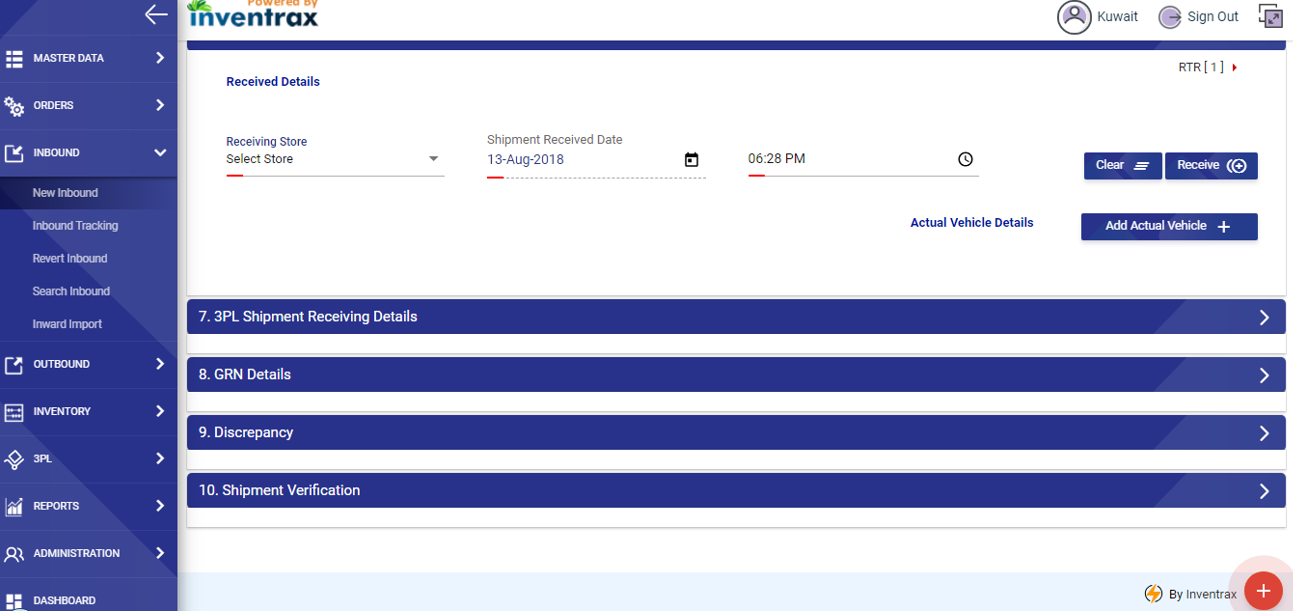 Powered By
inventrax
Kuwait
Sign Out
MASTER DATA
ORDERS
INBOUND
New Inbound
Inbound Tracking
Revert Inbound
Search Inbound
Inward Import
OUTBOUND
INVENTORY
3PL
REPORTS
ADMINISTRATION
DASHBOARD
RTR [ 1 ]
Received Details
Receiving Store
Select Store
Shipment Received Date
13-Aug-2018
06:28 PM
Clear
Receive
Actual Vehicle Details
Add Actual Vehicle +
7. 3PL Shipment Receiving Details
8. GRN Details
9. Discrepancy
10. Shipment Verification
By Inventrax
+